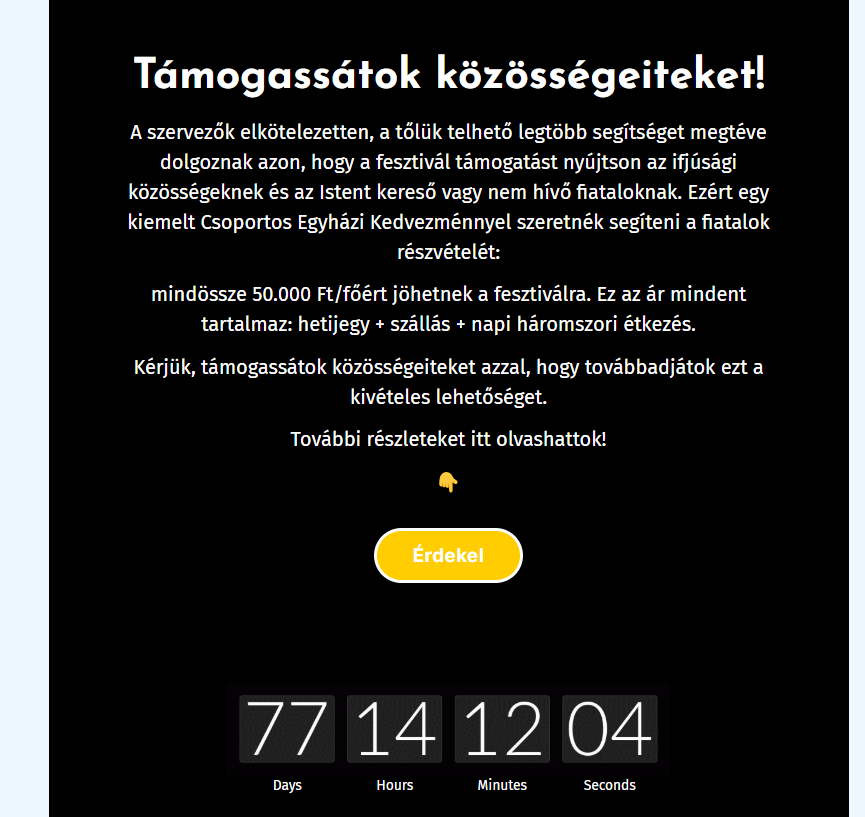 Támogassátok közösségeiteket!
A szervezők elkötelezetten, a tőlük telhető legtöbb segítséget megtéve
dolgoznak azon, hogy a fesztivál támogatást nyújtson az ifjúsági
közösségeknek és az Istent kereső vagy nem hívő fiataloknak. Ezért egy
kiemelt Csoportos Egyházi Kedvezménnyel szeretnék segíteni a fiatalok
részvételét:
mindössze 50.000 Ft/főért jöhetnek a fesztiválra. Ez az ár mindent
tartalmaz: hetijegy + szállás + napi háromszori étkezés.
Kérjük, támogassátok közösségeiteket azzal, hogy továbbadjátok ezt a
kivételes lehetőséget.
További részleteket itt olvashattok!
👇
Érdekel
77 14 12 04
Days Hours Minutes Seconds